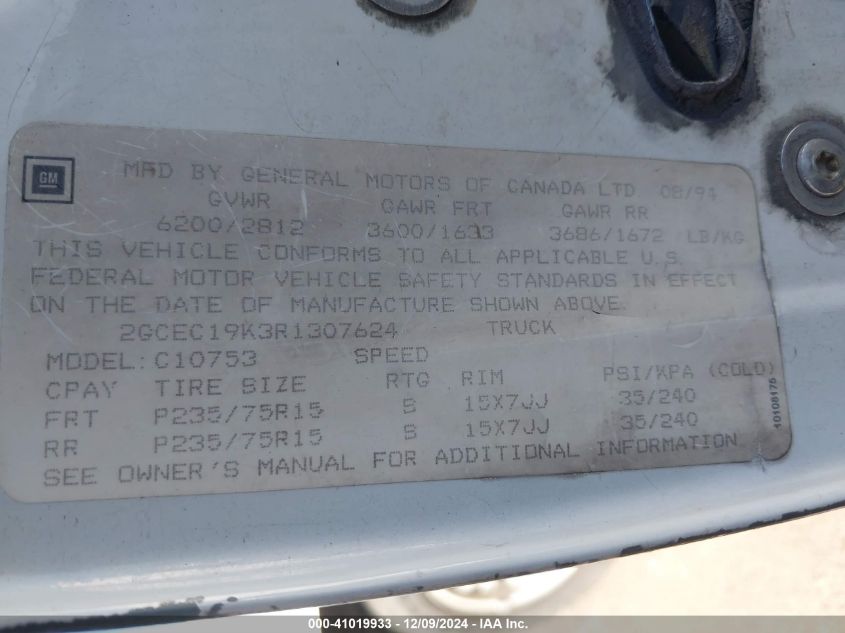 GM
MFD BY GENERAL MOTORS OF CANADA LTD 08/94
GVWR GAWR FRT GAWR RR
6200/2812 3600/1633 3686/1672 LB/KG
THIS VEHICLE CONFORMS TO ALL APPLICABLE U.S.
FEDERAL MOTOR VEHICLE SAFETY STANDARDS IN EFFECT
ON THE DATE OF MANUFACTURE SHOWN ABOVE.
2GCEC19K3R1307624 TRUCK
MODEL: C10753 SPEED
CPAY TIRE SIZE RTG RIM PSI/KPA (COLD)
FRT P235/75R15 S 15X7JJ 35/240
RR P235/75R15 S 15X7JJ 35/240
SEE OWNER'S MANUAL FOR ADDITIONAL INFORMATION
10108176
000-41019933 - 12/09/2024 - IAA Inc.